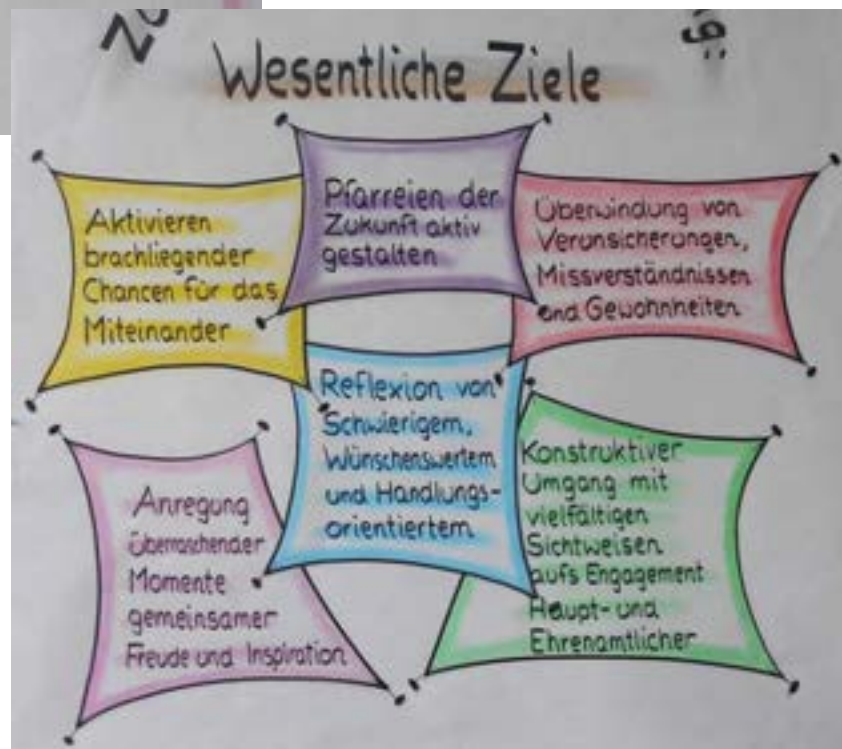 Zu
g:
Wesentliche Ziele
Aktivieren
brachliegender
Chancen für das
Miteinander
Pfarreien der
Zukunft aktiv
gestalten
Überwindung von
Verunsicherungen,
Missverständnissen
und Gewohnheiten
Reflexion von
Schwierigem,
Wünschenswertem
und Handlungs-
orientiertem
Anregung
überraschender
Momente
gemeinsamer
Freude und Inspiration
Konstruktiver
Umgang mit
vielfältigen
Sichtweisen
aufs Engagement
Haupt- und
Ehrenamtlicher